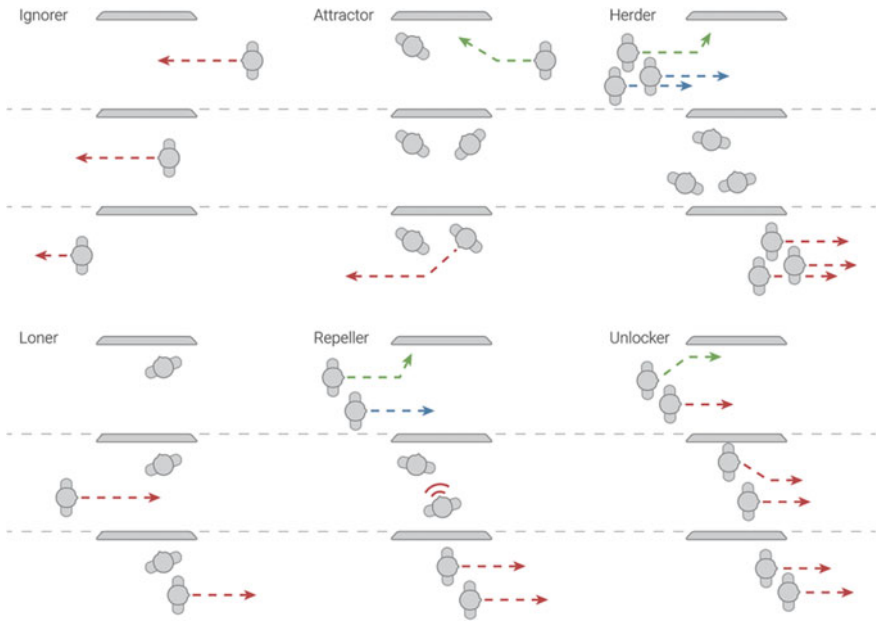 Ignorer
Attractor
Herder
Loner
Repeller
Unlocker